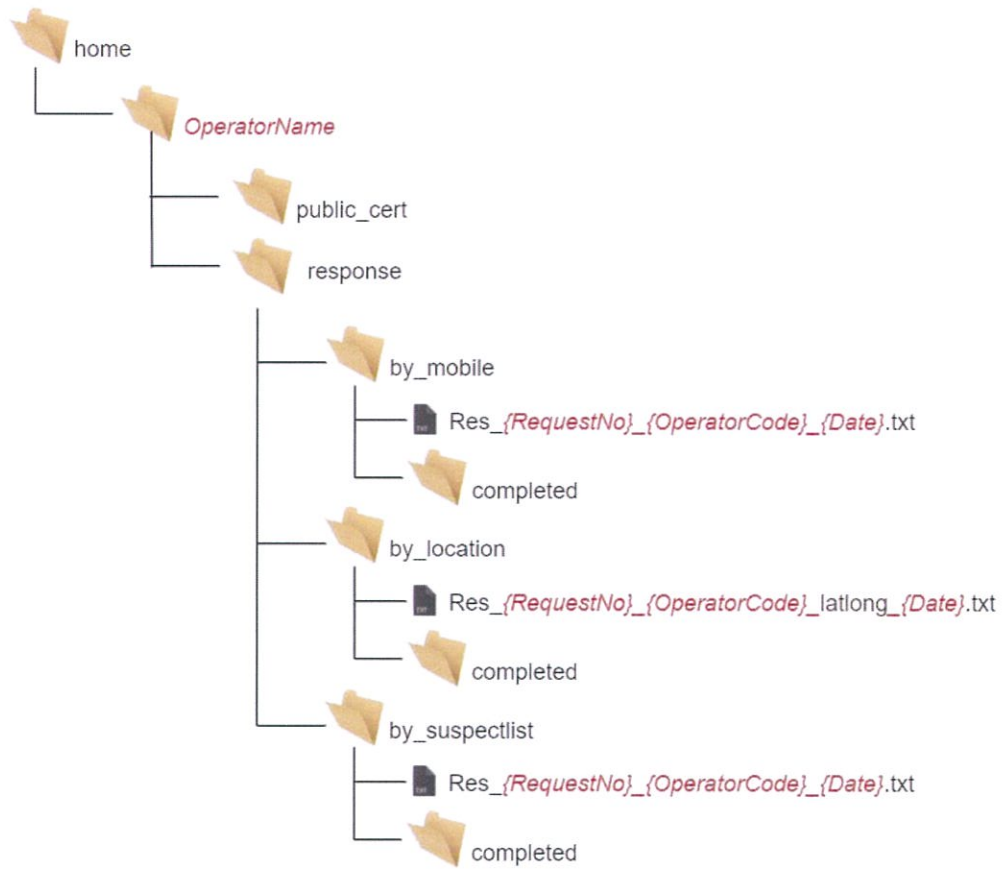 home
OperatorName
public_cert
response
by_mobile
Res_{RequestNo}_{OperatorCode}_{Date}.txt
completed
by_location
Res_{RequestNo}_{OperatorCode}_latlong_{Date}.txt
completed
by_suspectlist
Res_{RequestNo}_{OperatorCode}_{Date}.txt
completed